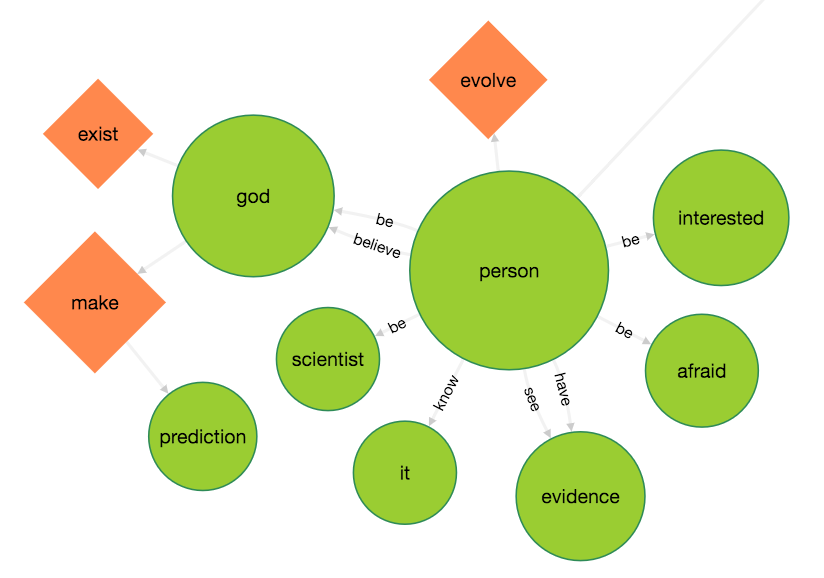 evolve
exist
god
be
believe
interested
be
person
make
be
be
scientist
afraid
know
see
have
prediction
it
evidence